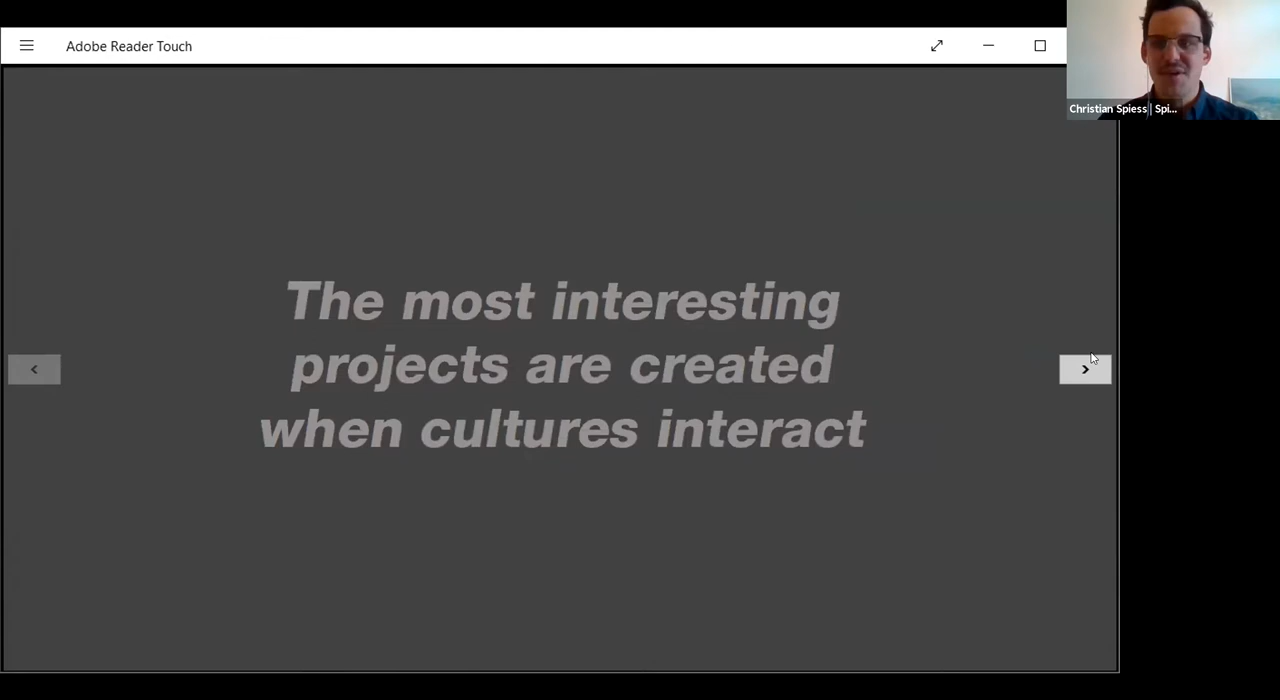 Adobe Reader Touch
Christian Spiess | Spi...
The most interesting
projects are created
when cultures interact